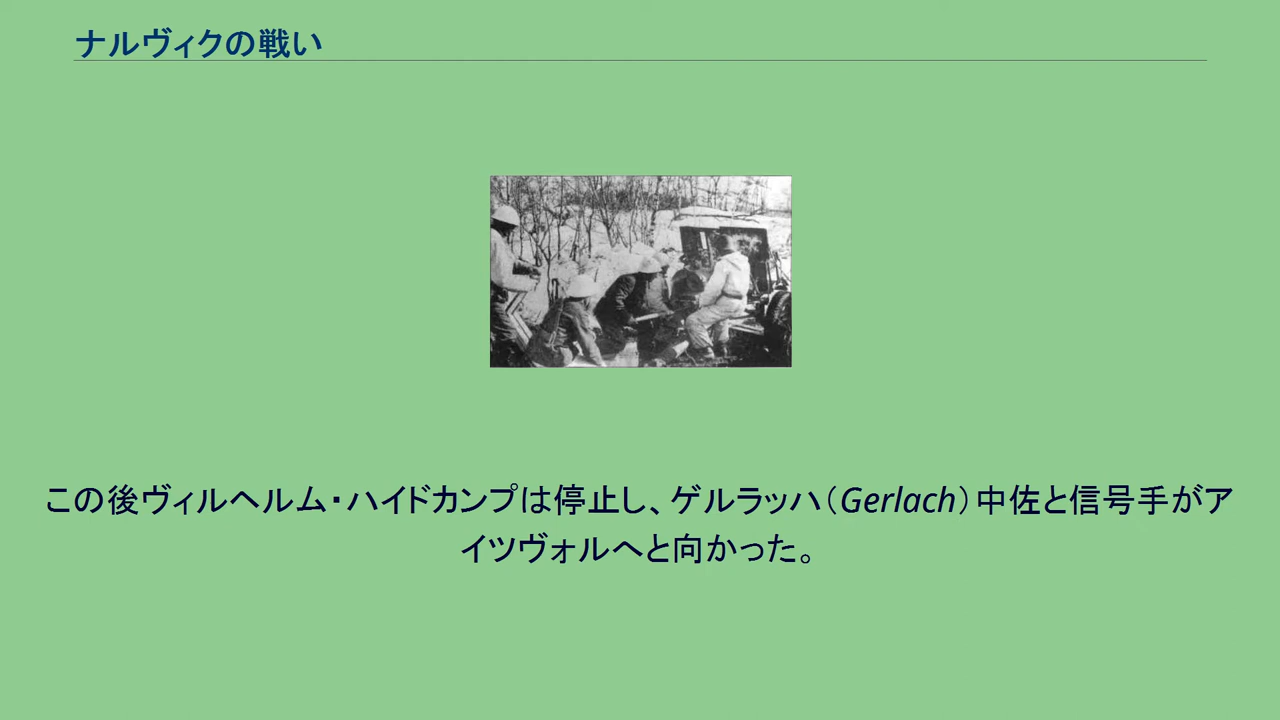 ナルヴィクの戦い
この後ヴィルヘルム・ハイドカンプは停止し、ゲルラッハ（Gerlach）中佐と信号手がア
イツヴォルへと向かった。